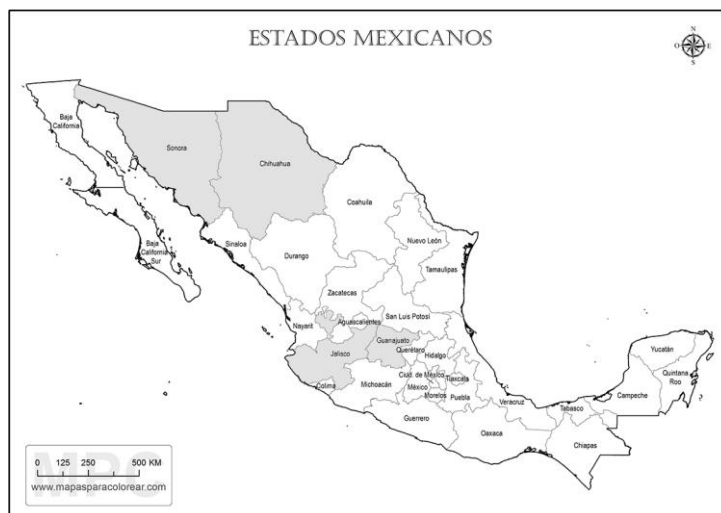 ESTADOS MEXICANOS
N
O
E
S
Baja
California
Sonora
Chihuahua
Coahuila
Baja
California
Sur
Sinaloa
Durango
Nuevo León
Tamaulipas
Zacatecas
San Luis Potosí
Nayarit
Aguascalientes
Guanajuato
Jalisco
Querétaro
Hidalgo
Colima
Michoacán
Ciud. de México
México
Tlaxcala
Morelos
Puebla
Veracruz
Guerrero
Oaxaca
Tabasco
Chiapas
Campeche
Yucatán
Quintana
Roo
0 125 250 500 KM
MPC
www.mapasparacolorear.com